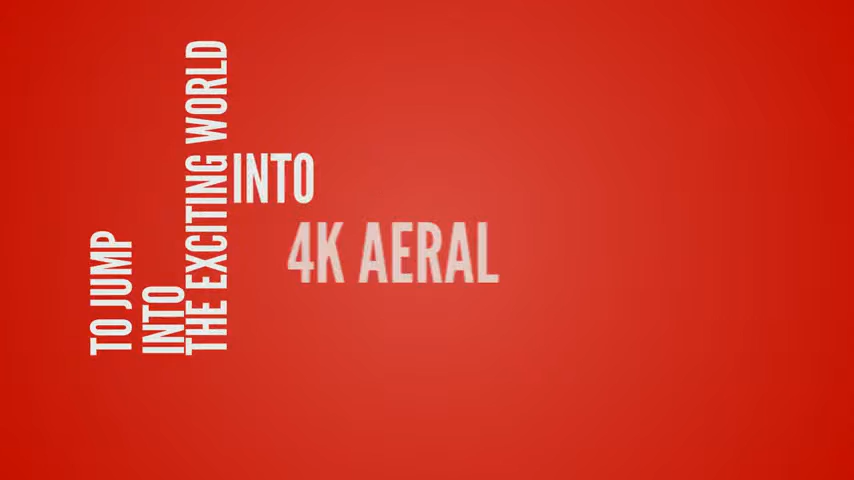 TO JUMP
INTO
THE EXCITING WORLD
INTO
4K AERAL